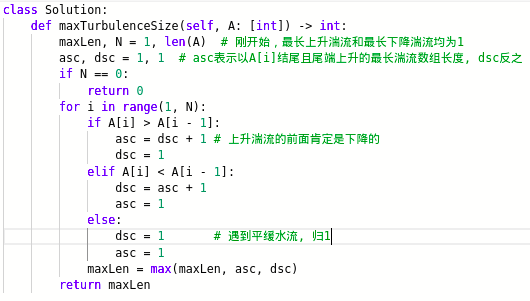 class Solution:
    def maxTurbulenceSize(self, A: [int]) -> int:
        maxLen, N = 1, len(A)  # 刚开始，最长上升湍流和最长下降湍流均为1
        asc, dsc = 1, 1  # asc表示以A[i]结尾且尾端上升的最长湍流数组长度, dsc反之
        if N == 0:
            return 0
        for i in range(1, N):
            if A[i] > A[i - 1]:
                asc = dsc + 1 # 上升湍流的前面肯定是下降的
                dsc = 1
            elif A[i] < A[i - 1]:
                dsc = asc + 1
                asc = 1
            else:
                dsc = 1       # 遇到平缓水流, 归1
                asc = 1
            maxLen = max(maxLen, asc, dsc)
        return maxLen